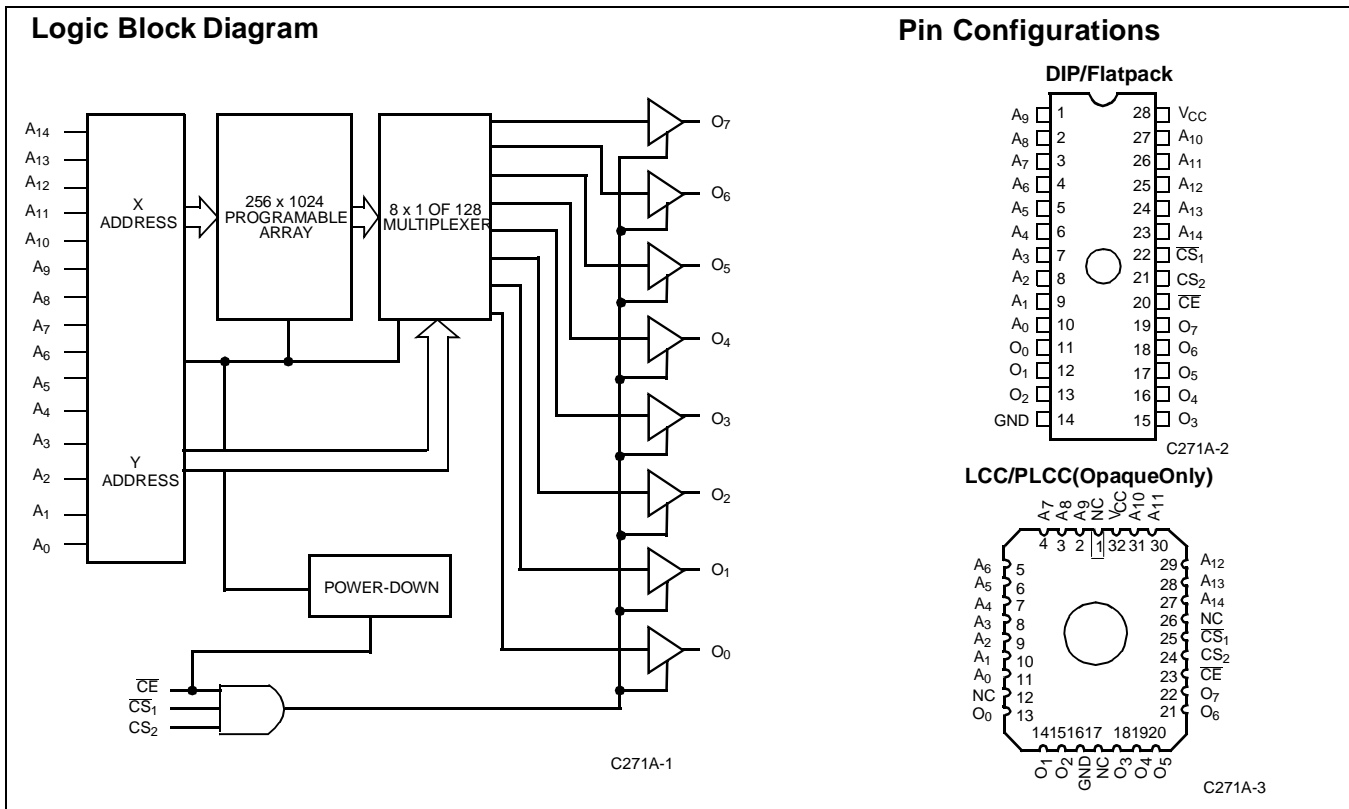 Logic Block Diagram
A14
A13
A12
A11
A10
A9
A8
A7
A6
A5
A4
A3
A2
A1
A0
X
ADDRESS
Y
ADDRESS
256 x 1024
PROGRAMABLE
ARRAY
8 x 1 OF 128
MULTIPLEXER
POWER-DOWN
CE
CS1
CS2
O7
O6
O5
O4
O3
O2
O1
O0
C271A-1
Pin Configurations
DIP/Flatpack
A9 1 28 VCC
A8 2 27 A10
A7 3 26 A11
A6 4 25 A12
A5 5 24 A13
A4 6 23 A14
A3 7 22 CS1
A2 8 21 CS2
A1 9 20 CE
A0 10 19 O7
O0 11 18 O6
O1 12 17 O5
O2 13 16 O4
GND 14 15 O3
C271A-2
LCC/PLCC(OpaqueOnly)
A7 A8 A9 NC VCC A10 A11
4 3 2 1 32 31 30
A6 5 29 A12
A5 6 28 A13
A4 7 27 A14
A3 8 26 NC
A2 9 25 CS1
A1 10 24 CS2
A0 11 23 CE
NC 12 22 O7
O0 13 21 O6
14 15 16 17 18 19 20
O1 O2 GND NC O3 O4 O5
C271A-3